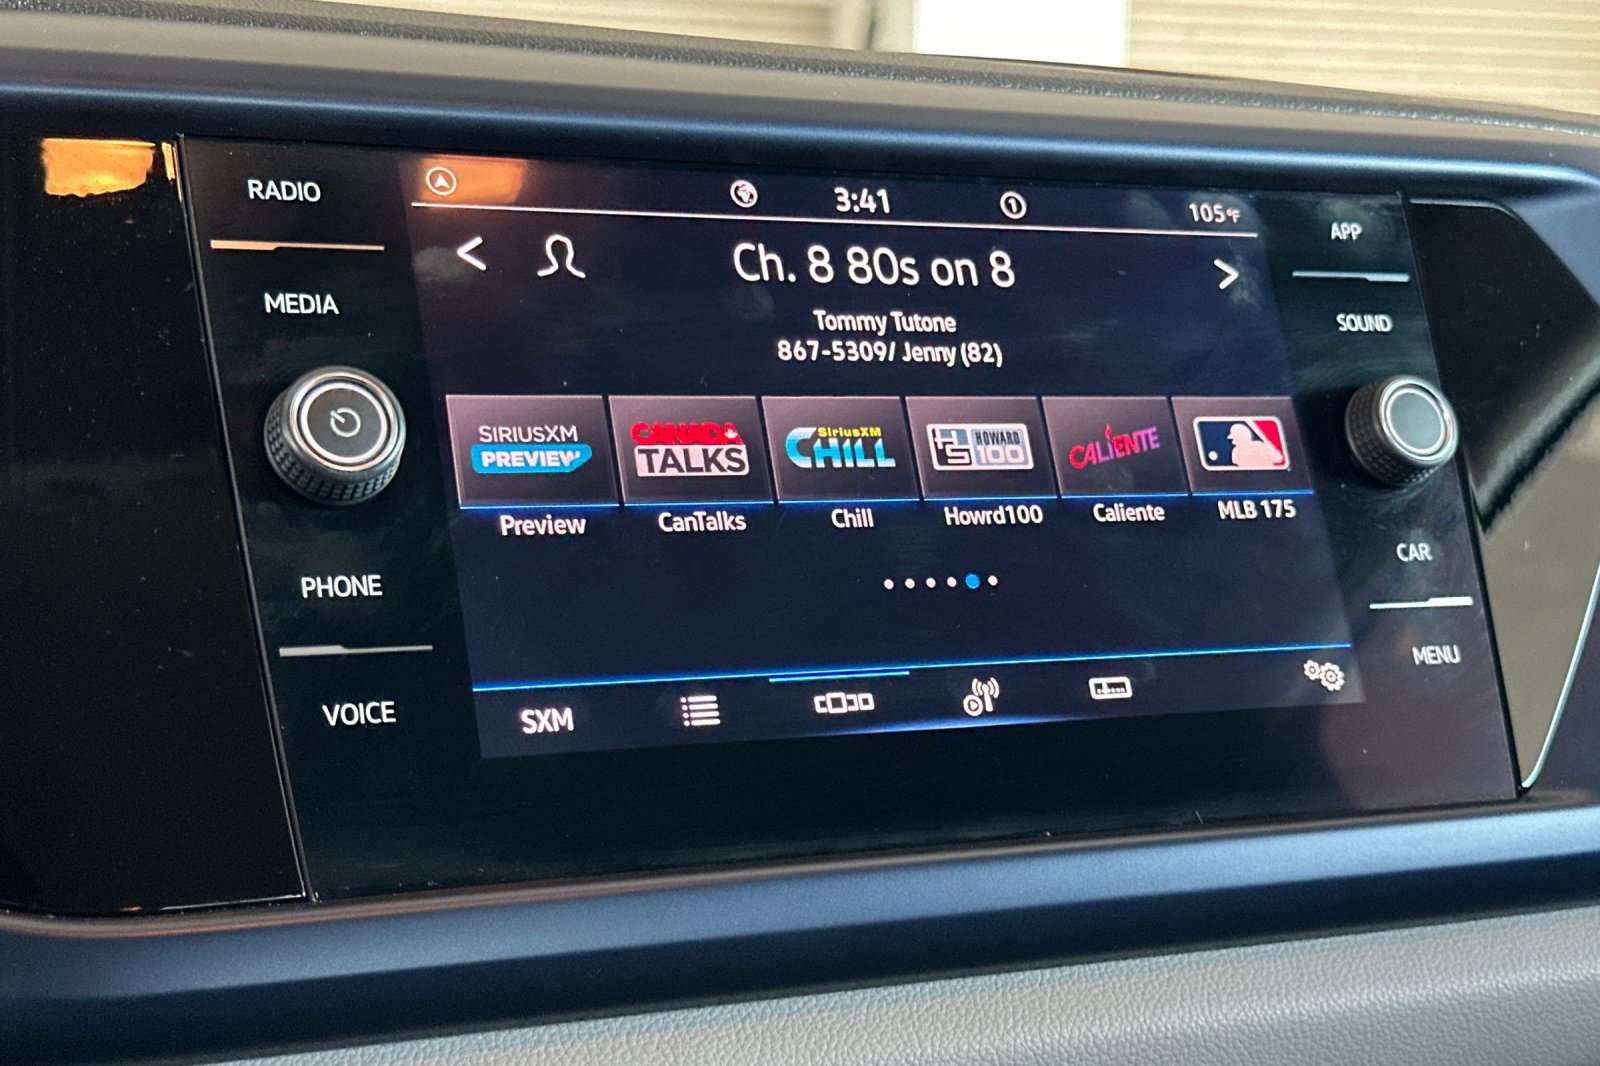 RADIO
MEDIA
PHONE
VOICE
3:41
1
105°F
Ch. 8 80s on 8
Tommy Tutone
867-5309/ Jenny (82)
SIRIUSXM
PREVIEW
CANADA
TALKS
SiriusXM
CHILL
HOWARD
100
CALIENTE
Preview
CanTalks
Chill
Howrd100
Caliente
MLB 175
SXM
APP
SOUND
CAR
MENU